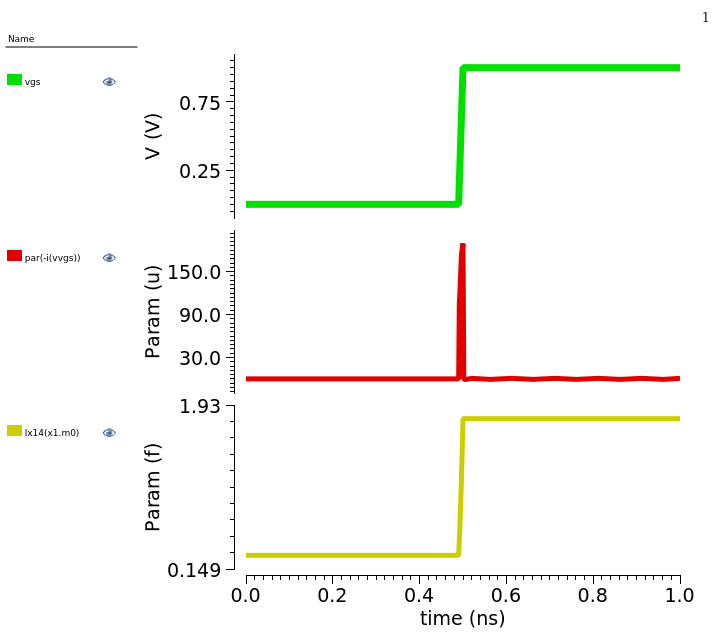 1
Name
vgs
V (V)
0.75
0.25
par(-i(vvgs))
Param (u)
150.0
90.0
30.0
lx14(x1.m0)
Param (f)
1.93
0.149
0.0 0.2 0.4 0.6 0.8 1.0
time (ns)